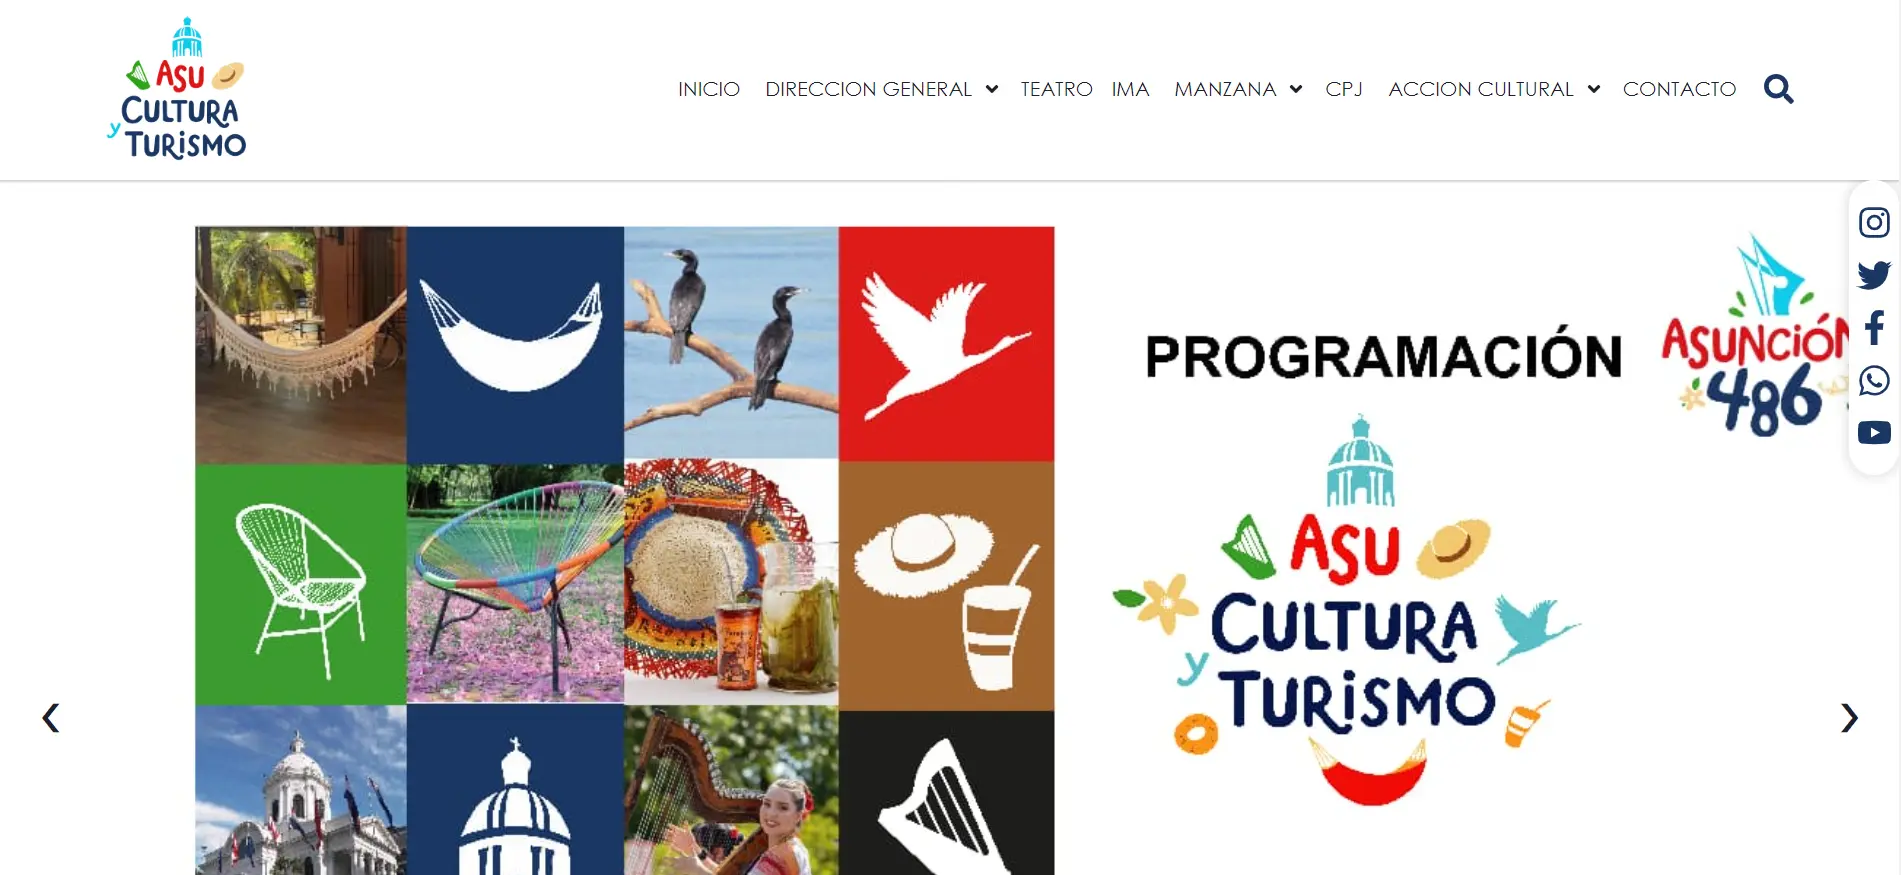 ASU
CULTURA
y TURISMO
INICIO DIRECCION GENERAL TEATRO IMA MANZANA CPJ ACCION CULTURAL CONTACTO
PROGRAMACIÓN
ASUNCIÓN
486
ASU
CULTURA
y TURISMO